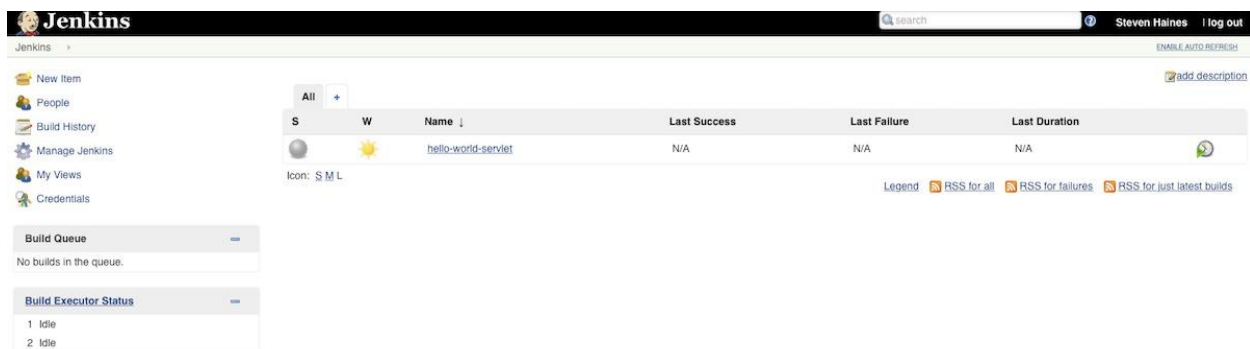 Jenkins
search
Steven Haines | log out
Jenkins
ENABLE AUTO REFRESH
New Item
People
Build History
Manage Jenkins
My Views
Credentials
add description
All +
S W Name ↓ Last Success Last Failure Last Duration
hello-world-servlet N/A N/A N/A
Icon: S M L
Legend RSS for all RSS for failures RSS for just latest builds
Build Queue
No builds in the queue.
Build Executor Status
1 Idle
2 Idle